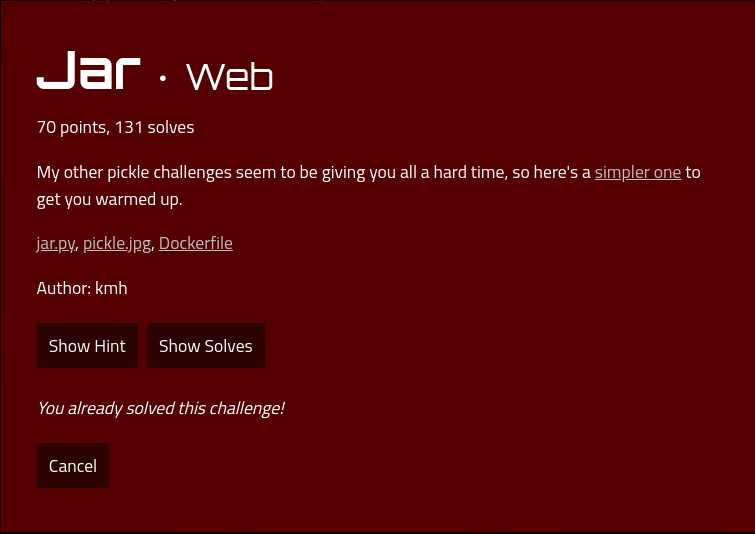 Jar · Web
70 points, 131 solves
My other pickle challenges seem to be giving you all a hard time, so here's a simpler one to
get you warmed up.
jar.py, pickle.jpg, Dockerfile
Author: kmh
Show Hint Show Solves
You already solved this challenge!
Cancel